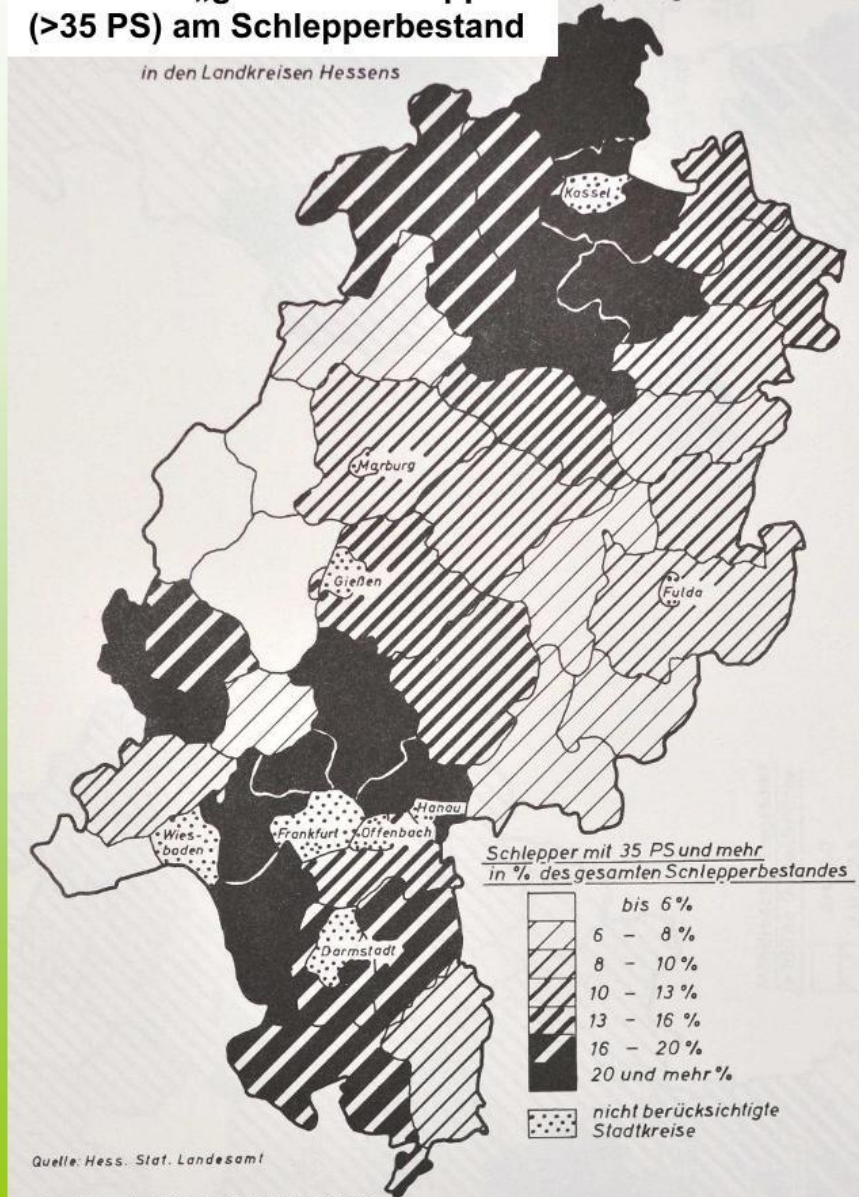 (>35 PS) am Schlepperbestand
in den Landkreisen Hessens
Kassel
Marburg
Gießen
Fulda
Hanau
Wies-
baden
Frankfurt
Offenbach
Darmstadt
Schlepper mit 35 PS und mehr
in % des gesamten Schlepperbestandes
bis 6%
6 - 8%
8 - 10%
10 - 13%
13 - 16%
16 - 20%
20 und mehr%
nicht berücksichtigte
Stadtkreise
Quelle: Hess. Stat. Landesamt